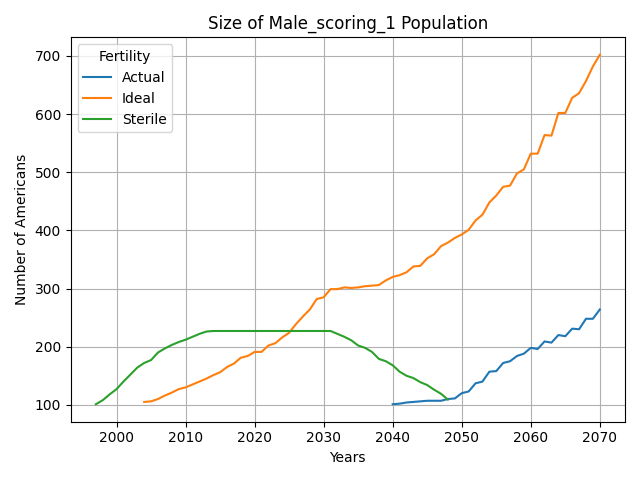 Size of Male_scoring_1 Population
Fertility
Actual
Ideal
Sterile
Number of Americans
700
600
500
400
300
200
100
2000 2010 2020 2030 2040 2050 2060 2070
Years